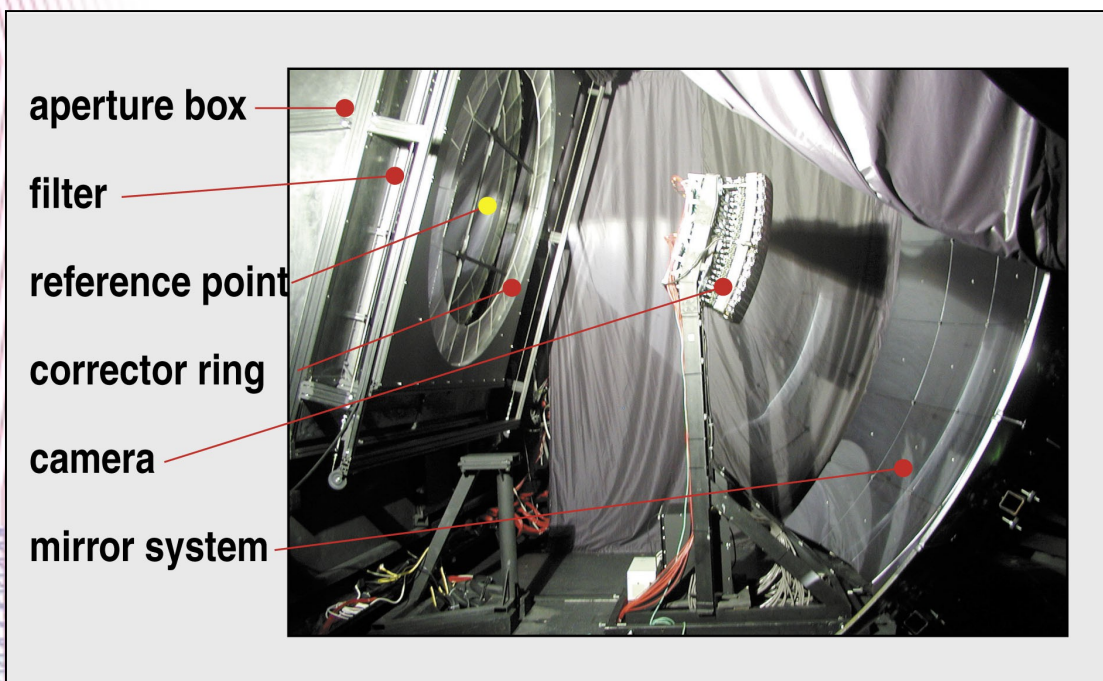 aperture box
filter
reference point
corrector ring
camera
mirror system